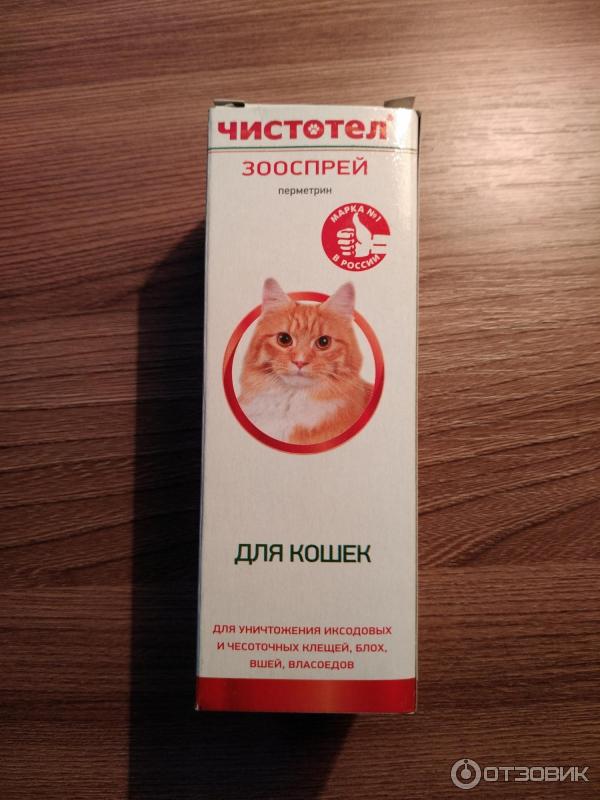 ЧИСТОТЕЛ®
ЗООСПРЕЙ
перметрин
МАРКА №1
В РОССИИ
ДЛЯ КОШЕК
ДЛЯ УНИЧТОЖЕНИЯ ИКСОДОВЫХ
И ЧЕСОТОЧНЫХ КЛЕЩЕЙ, БЛОХ,
ВШЕЙ, ВЛАСОЕДОВ
ОТЗОВИК